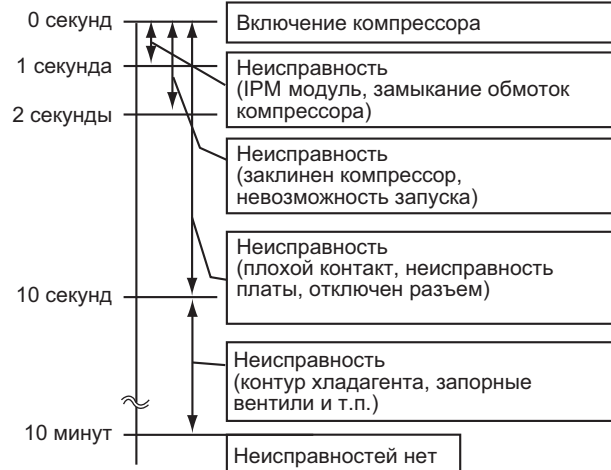 0 секунд
Включение компрессора
1 секунда
Неисправность
(IPM модуль, замыкание обмоток
компрессора)
2 секунды
Неисправность
(заклинен компрессор,
невозможность запуска)
Неисправность
(плохой контакт, неисправность
платы, отключен разъем)
10 секунд
Неисправность
(контур хладагента, запорные
вентили и т.п.)
10 минут
Неисправностей нет